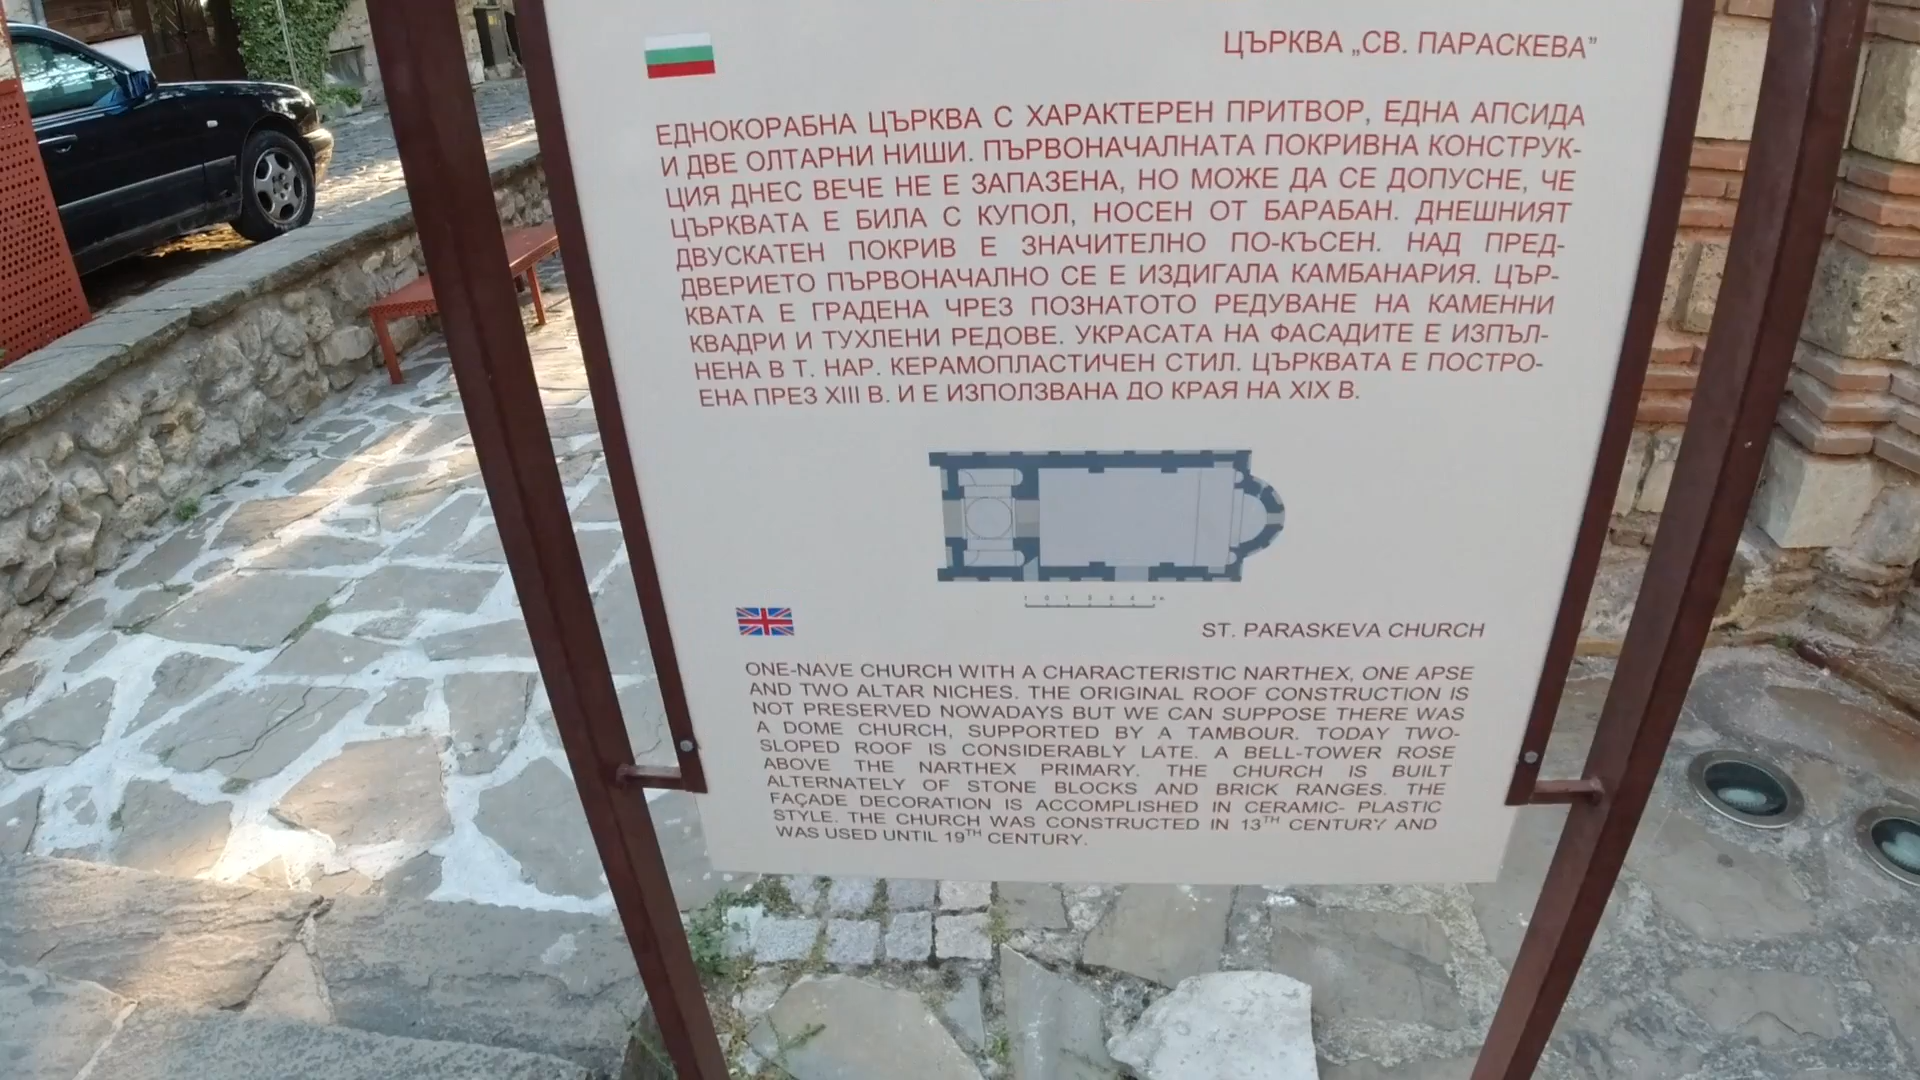 ЦЪРКВА „СВ. ПАРАСКЕВА”
ЕДНОКОРАБНА ЦЪРКВА С ХАРАКТЕРЕН ПРИТВОР, ЕДНА АПСИДА
И ДВЕ ОЛТАРНИ НИШИ. ПЪРВОНАЧАЛНАТА ПОКРИВНА КОНСТРУК-
ЦИЯ ДНЕС ВЕЧЕ НЕ Е ЗАПАЗЕНА, НО МОЖЕ ДА СЕ ДОПУСНЕ, ЧЕ
ЦЪРКВАТА Е БИЛА С КУПОЛ, НОСЕН ОТ БАРАБАН. ДНЕШНИЯТ
ДВУСКАТЕН ПОКРИВ Е ЗНАЧИТЕЛНО ПО-КЪСЕН. НАД ПРЕД-
ДВЕРИЕТО ПЪРВОНАЧАЛНО СЕ Е ИЗДИГАЛА КАМБАНАРИЯ. ЦЪР-
КВАТА Е ГРАДЕНА ЧРЕЗ ПОЗНАТОТО РЕДУВАНЕ НА КАМЕННИ
КВАДРИ И ТУХЛЕНИ РЕДОВЕ. УКРАСАТА НА ФАСАДИТЕ Е ИЗПЪЛ-
НЕНА В Т. НАР. КЕРАМОПЛАСТИЧЕН СТИЛ. ЦЪРКВАТА Е ПОСТРО-
ЕНА ПРЕЗ XIII В. И Е ИЗПОЛЗВАНА ДО КРАЯ НА XIX В.
ST. PARASKEVA CHURCH
ONE-NAVE CHURCH WITH A CHARACTERISTIC NARTHEX, ONE APSE
AND TWO ALTAR NICHES. THE ORIGINAL ROOF CONSTRUCTION IS
NOT PRESERVED NOWADAYS BUT WE CAN SUPPOSE THERE WAS
A DOME CHURCH, SUPPORTED BY A TAMBOUR. TODAY TWO-
SLOPED ROOF IS CONSIDERABLY LATE. A BELL-TOWER ROSE
ABOVE THE NARTHEX PRIMARY. THE CHURCH IS BUILT
ALTERNATELY OF STONE BLOCKS AND BRICK RANGES. THE
FAÇADE DECORATION IS ACCOMPLISHED IN CERAMIC- PLASTIC
STYLE. THE CHURCH WAS CONSTRUCTED IN 13TH CENTURY AND
WAS USED UNTIL 19TH CENTURY.